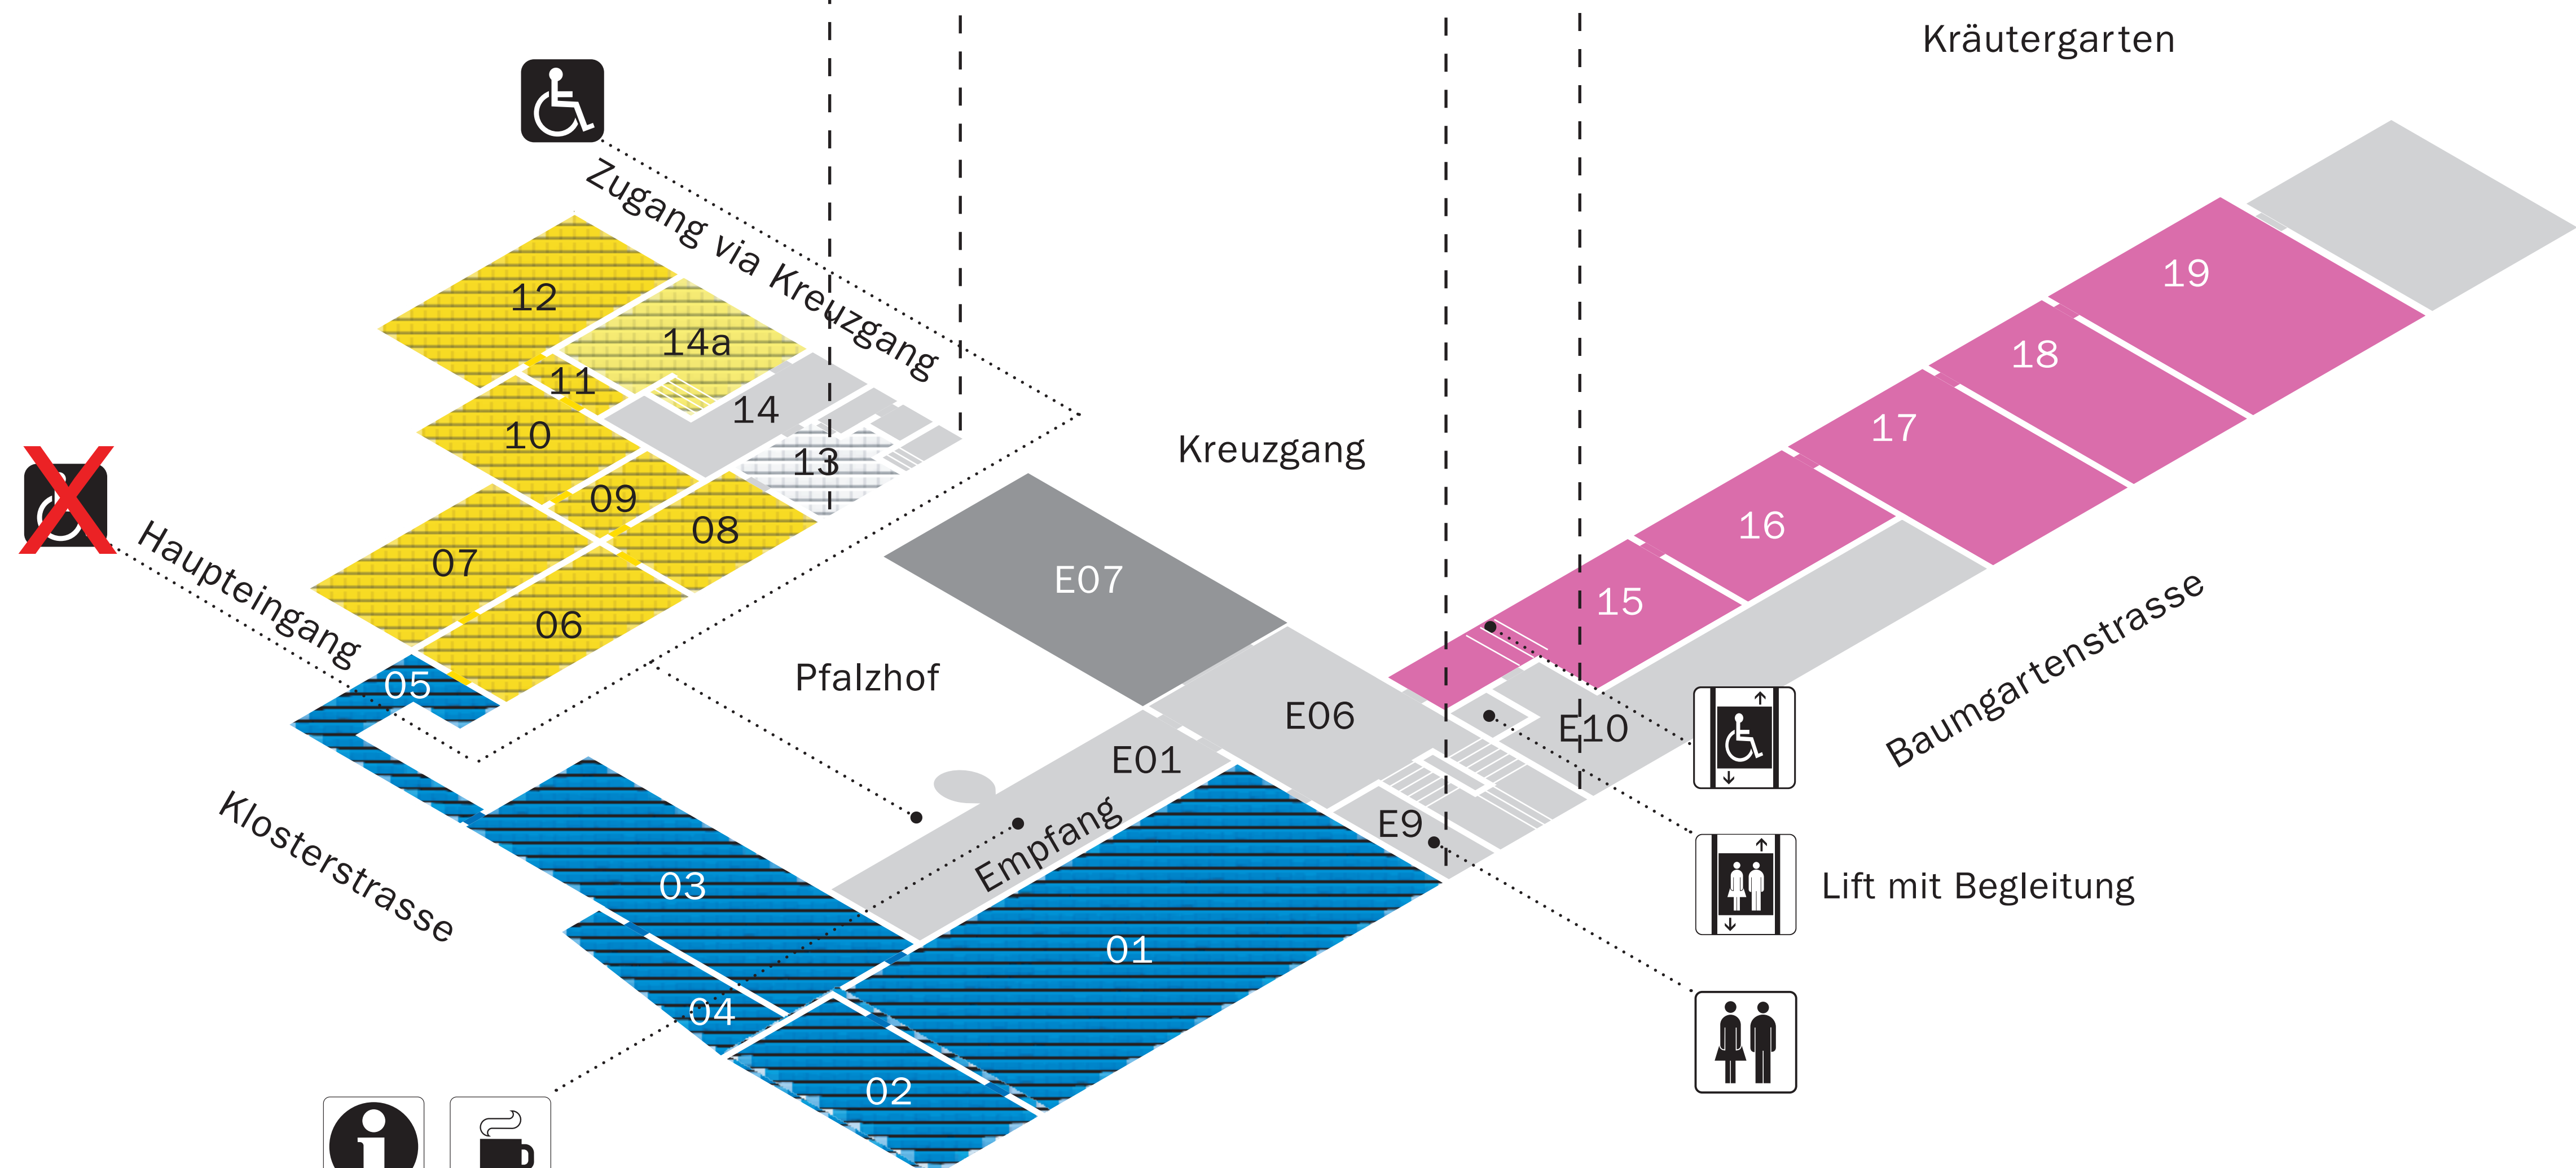 Kräutergarten
Zugang via Kreuzgang
12
14a
11
14
10
13
09
08
07
06
05
Haupteingang
Kreuzgang
19
18
17
16
15
E07
E06
E10
E01
E9
Pfalzhof
Empfang
Baumgartenstrasse
Klosterstrasse
03
04
01
02
Lift mit Begleitung
i